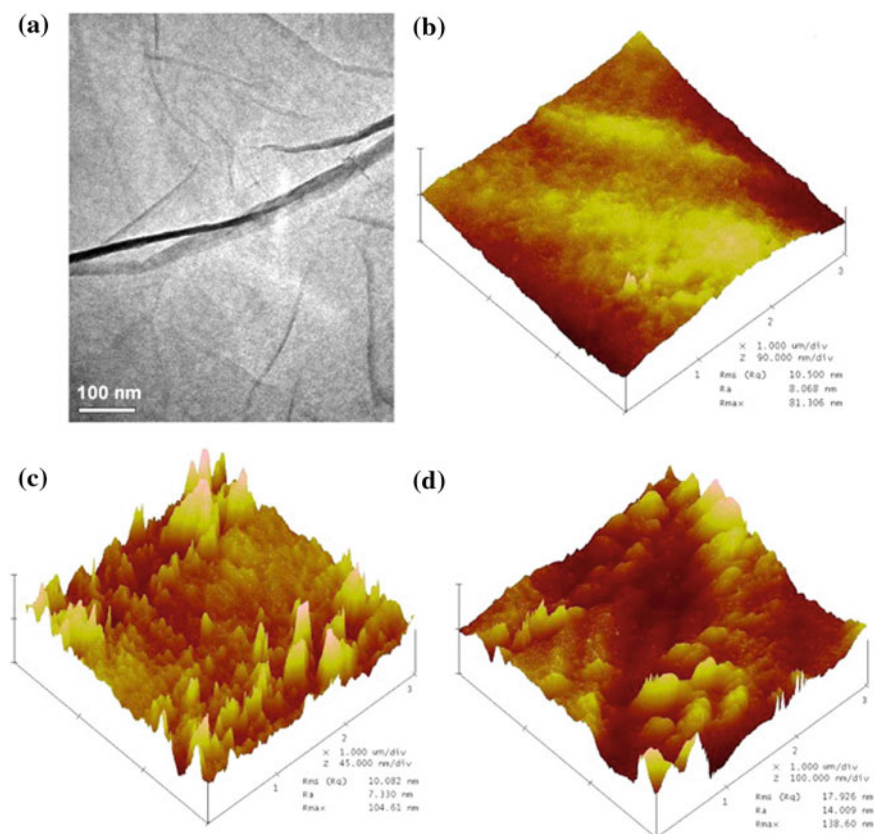 (a)
100 nm
(b)
3
2
1
X 1.000 um/div
Z 90.000 nm/div
Rms (Rq) 10.500 nm
Ra 8.068 nm
Rmax 81.306 nm
(c)
3
2
1
X 1.000 um/div
Z 45.000 nm/div
Rms (Rq) 10.082 nm
Ra 7.330 nm
Rmax 104.61 nm
(d)
3
2
1
X 1.000 um/div
Z 100.000 nm/div
Rms (Rq) 17.926 nm
Ra 14.009 nm
Rmax 138.60 nm